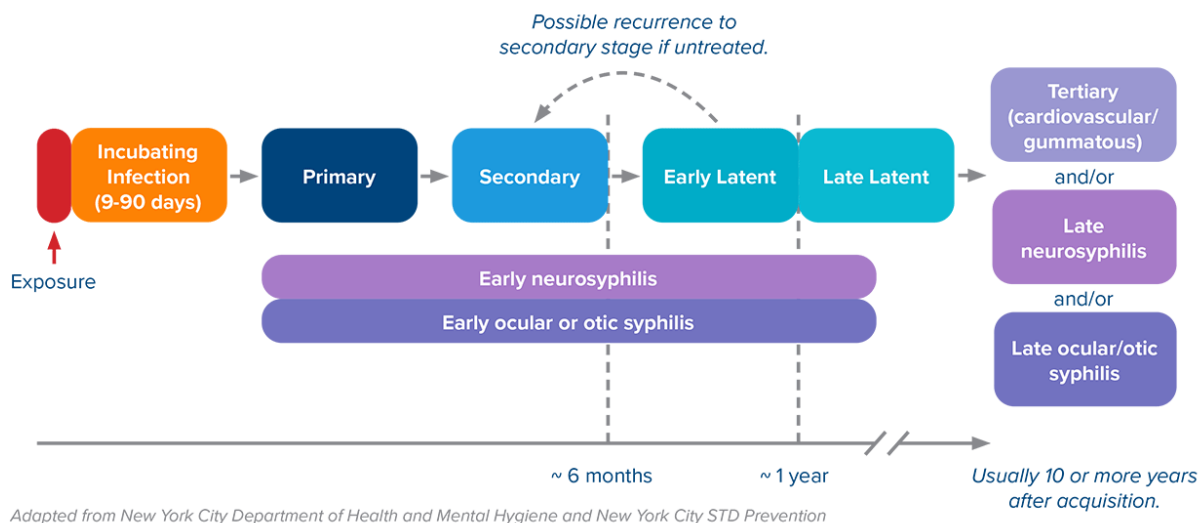 Possible recurrence to
secondary stage if untreated.
Incubating
Infection
(9-90 days)
Primary
Secondary
Early Latent
Late Latent
Tertiary
(cardiovascular/
gummatous)
and/or
Late
neurosyphilis
and/or
Late ocular/otic
syphilis
Exposure
Early neurosyphilis
Early ocular or otic syphilis
~ 6 months
~ 1 year
Usually 10 or more years
after acquisition.
Adapted from New York City Department of Health and Mental Hygiene and New York City STD Prevention